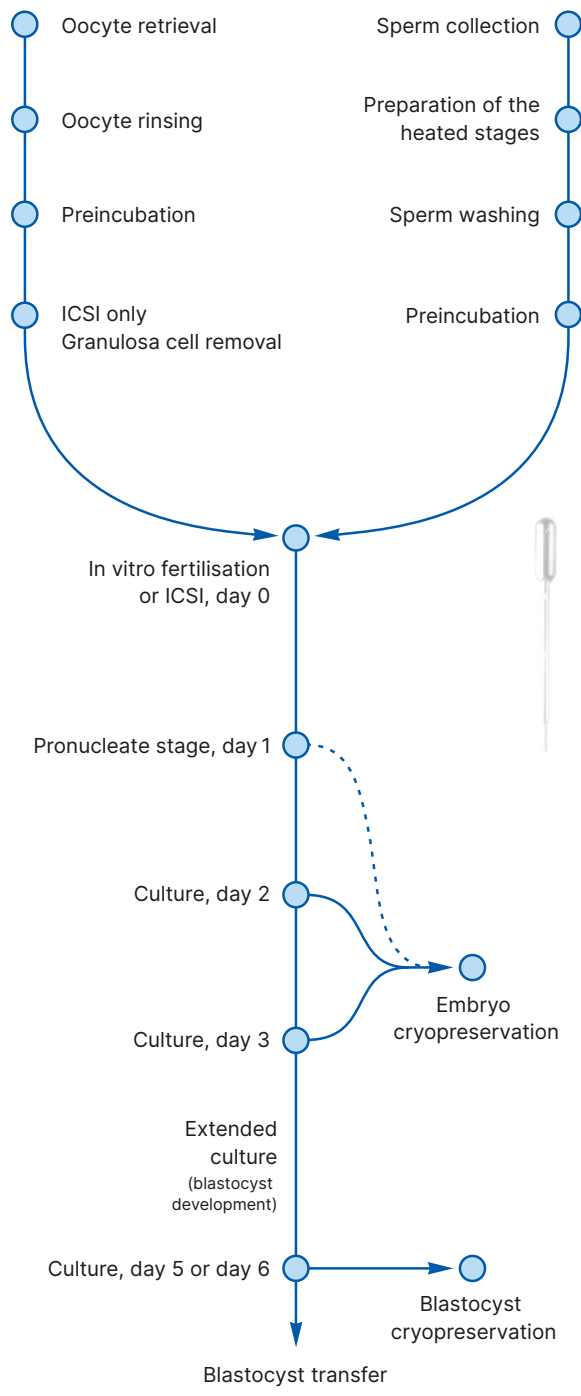 Oocyte retrieval
Sperm collection
Oocyte rinsing
Preparation of the
heated stages
Preincubation
Sperm washing
ICSI only
Granulosa cell removal
Preincubation
In vitro fertilisation
or ICSI, day 0
Pronucleate stage, day 1
Culture, day 2
Embryo
cryopreservation
Culture, day 3
Extended
culture
(blastocyst
development)
Culture, day 5 or day 6
Blastocyst
cryopreservation
Blastocyst transfer